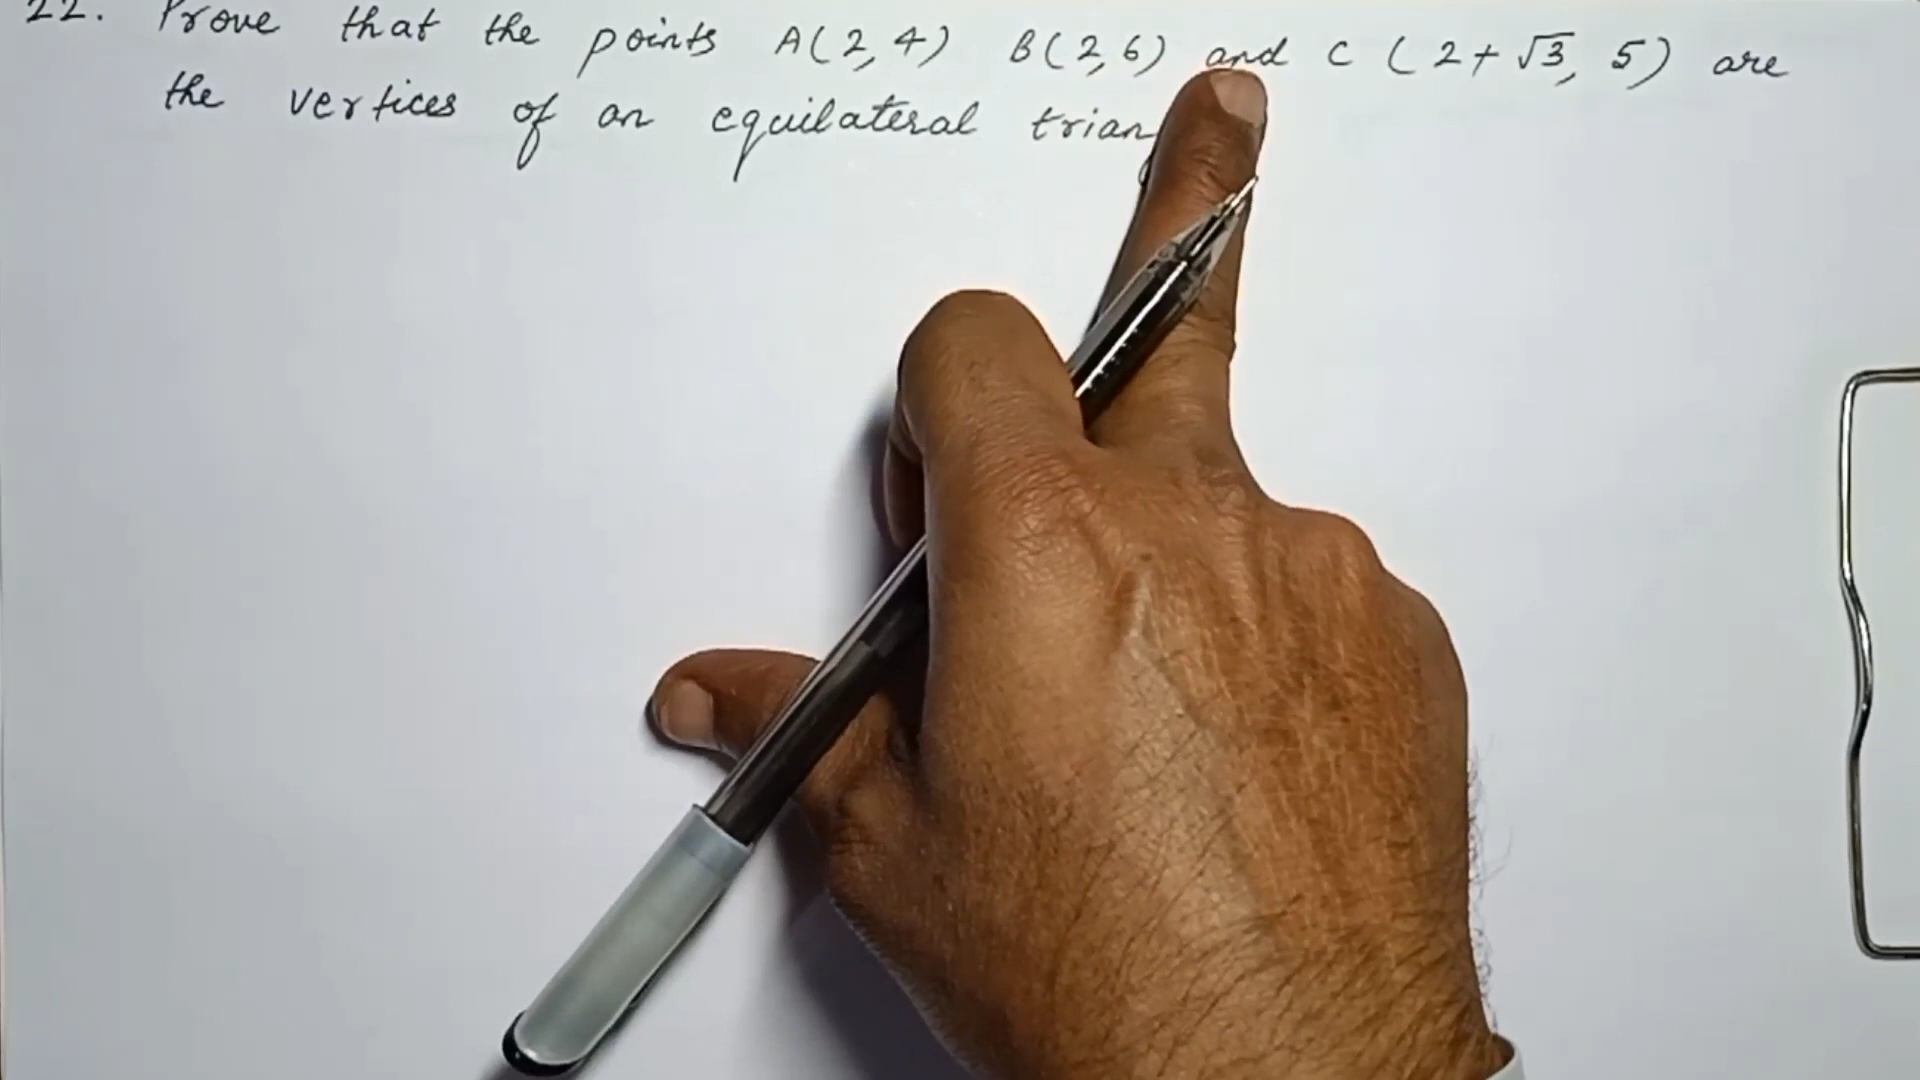 22. Prove that the points A(2,4) B(2,6) and C (2+√3, 5) are
the vertices of an equilateral trian